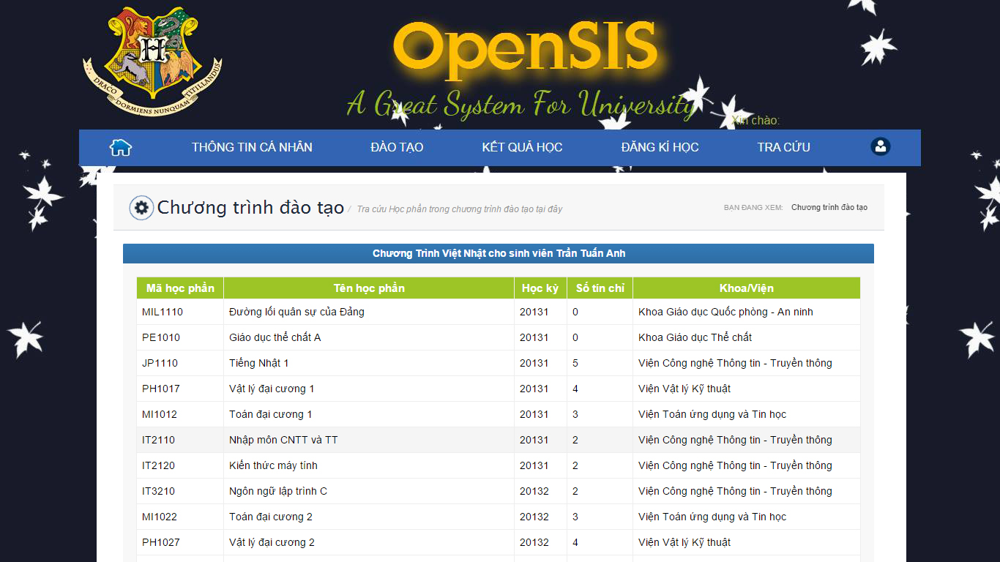 H
DRACO DORMIENS NUNQUAM TITILLANDUS
OpenSIS
A Great System For University
Xin chào:
THÔNG TIN CÁ NHÂN ĐÀO TẠO KẾT QUẢ HỌC ĐĂNG KÍ HỌC TRA CỨU
Chương trình đào tạo / Tra cứu Học phần trong chương trình đào tạo tại đây BẠN ĐANG XEM: Chương trình đào tạo
Chương Trình Việt Nhật cho sinh viên Trần Tuấn Anh
Mã học phần Tên học phần Học kỳ Số tín chỉ Khoa/Viện
MIL1110 Đường lối quân sự của Đảng 20131 0 Khoa Giáo dục Quốc phòng - An ninh
PE1010 Giáo dục thể chất A 20131 0 Khoa Giáo dục Thể chất
JP1110 Tiếng Nhật 1 20131 5 Viện Công nghệ Thông tin - Truyền thông
PH1017 Vật lý đại cương 1 20131 4 Viện Vật lý Kỹ thuật
MI1012 Toán đại cương 1 20131 3 Viện Toán ứng dụng và Tin học
IT2110 Nhập môn CNTT và TT 20131 2 Viện Công nghệ Thông tin - Truyền thông
IT2120 Kiến thức máy tính 20131 2 Viện Công nghệ Thông tin - Truyền thông
IT3210 Ngôn ngữ lập trình C 20132 2 Viện Công nghệ Thông tin - Truyền thông
MI1022 Toán đại cương 2 20132 3 Viện Toán ứng dụng và Tin học
PH1027 Vật lý đại cương 2 20132 4 Viện Vật lý Kỹ thuật